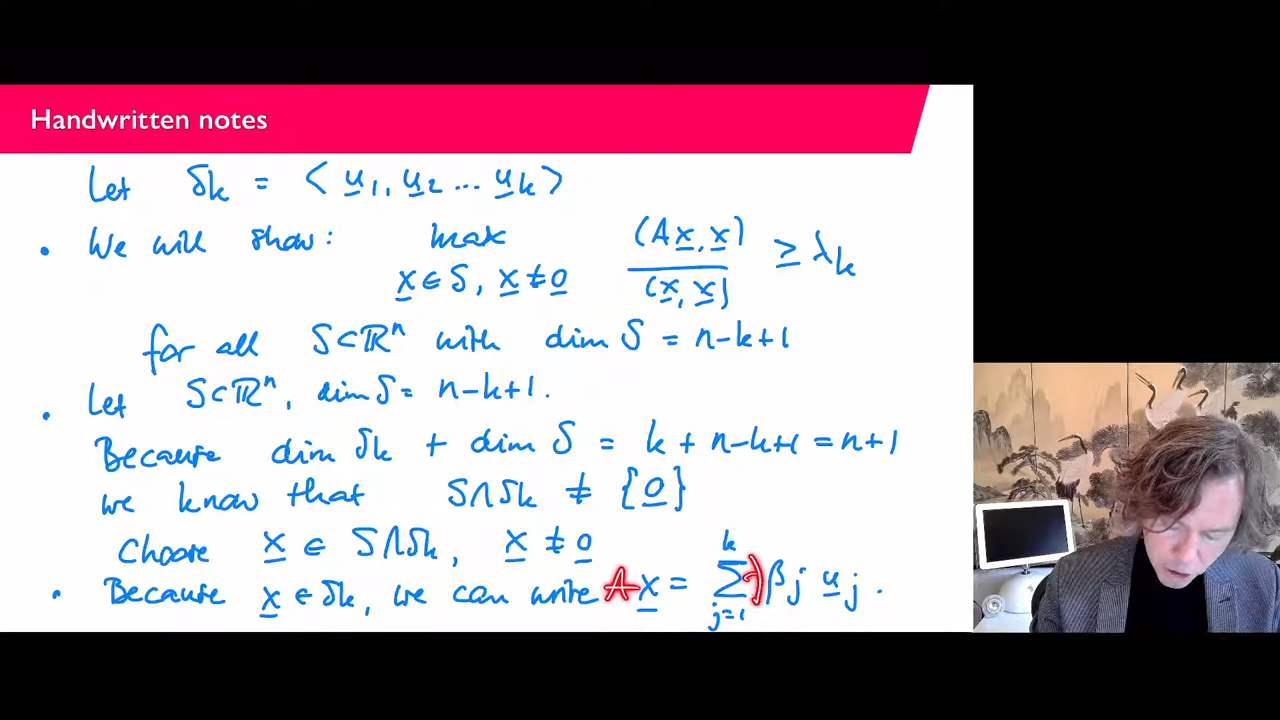 Handwritten notes
Let Sk = < u1, u2 ... uk >
• We will show: max (Ax, x) ≥ λk
x ∈ S, x ≠ 0 (x, x)
for all S ⊂ ℝⁿ with dim S = n-k+1
• Let S ⊂ ℝⁿ, dim S = n-k+1.
Because dim Sk + dim S = k + n-k+1 = n+1
we know that S∩Sk ≠ {0}
Choose x ∈ S∩Sk, x ≠ 0
• Because x ∈ Sk, we can write Ax = k∑j=1 βj uj.